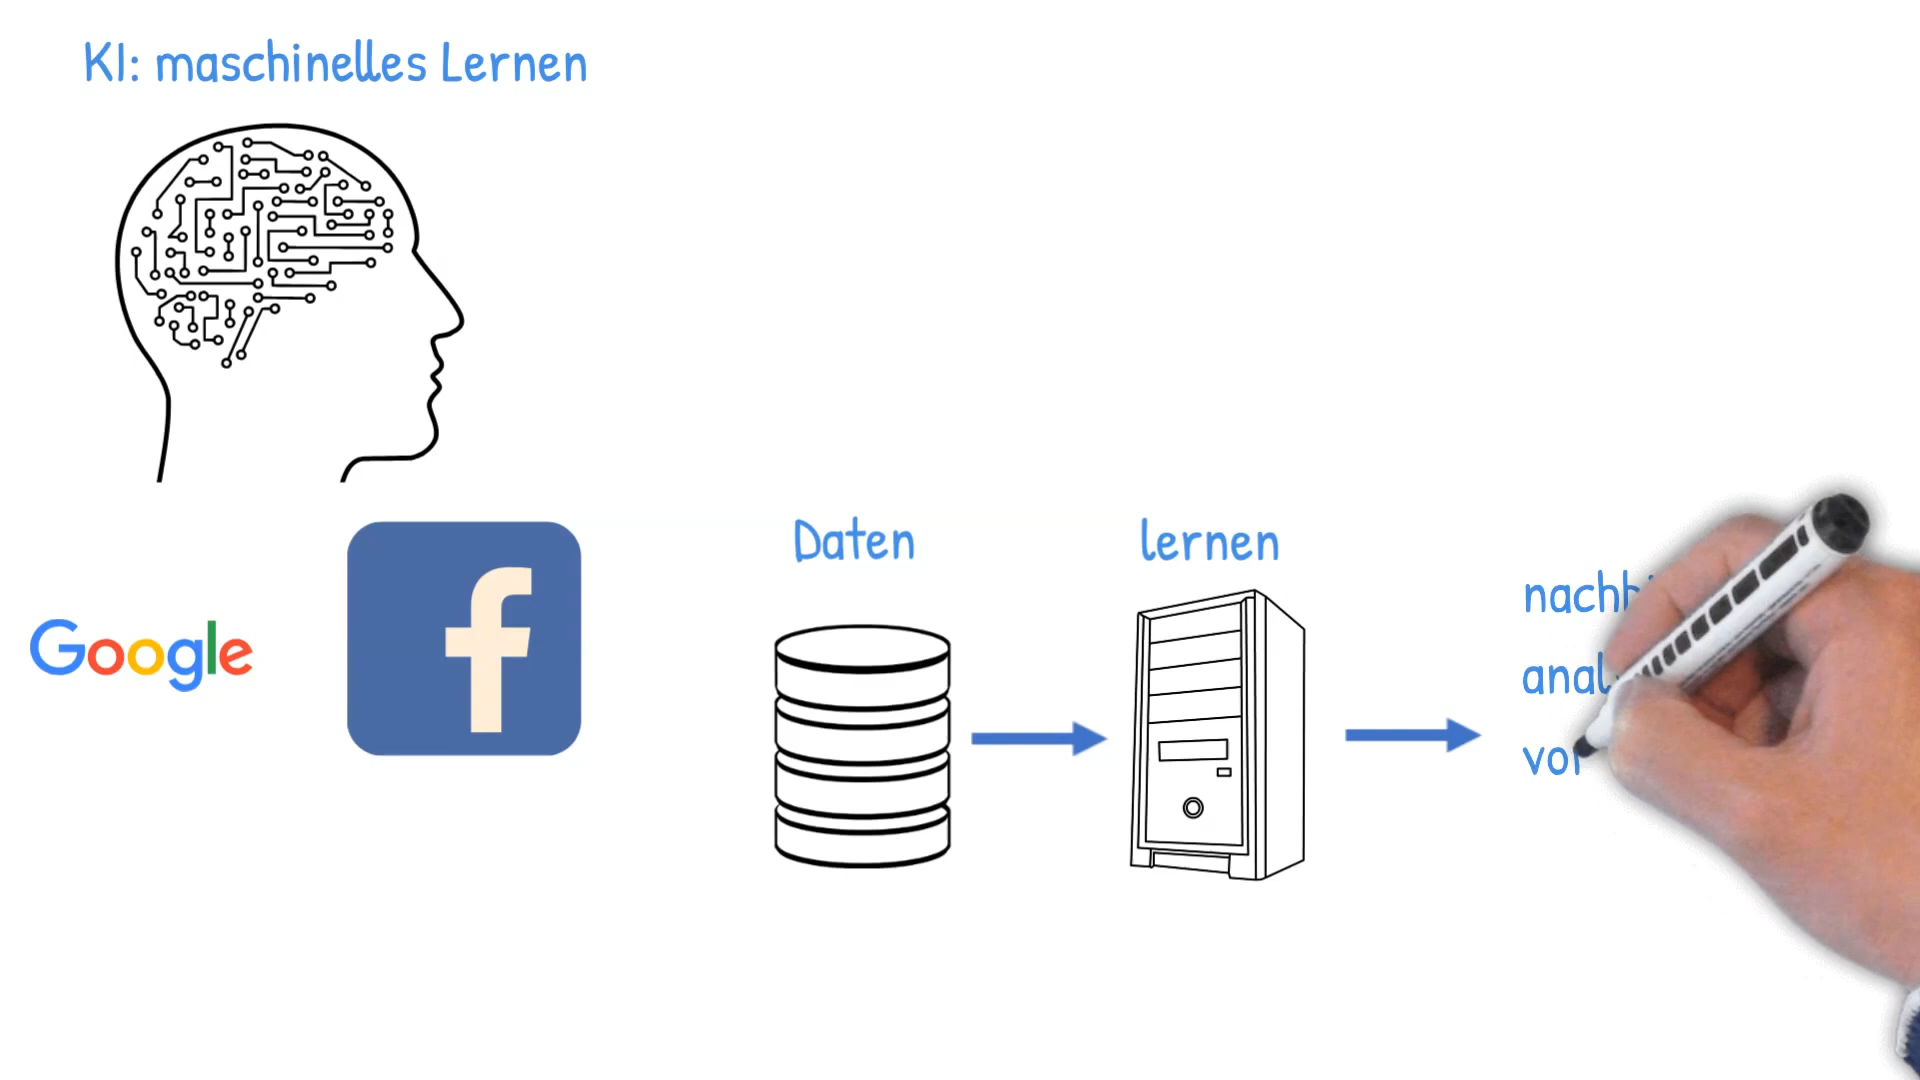 KI: maschinelles Lernen
Google
Daten
lernen